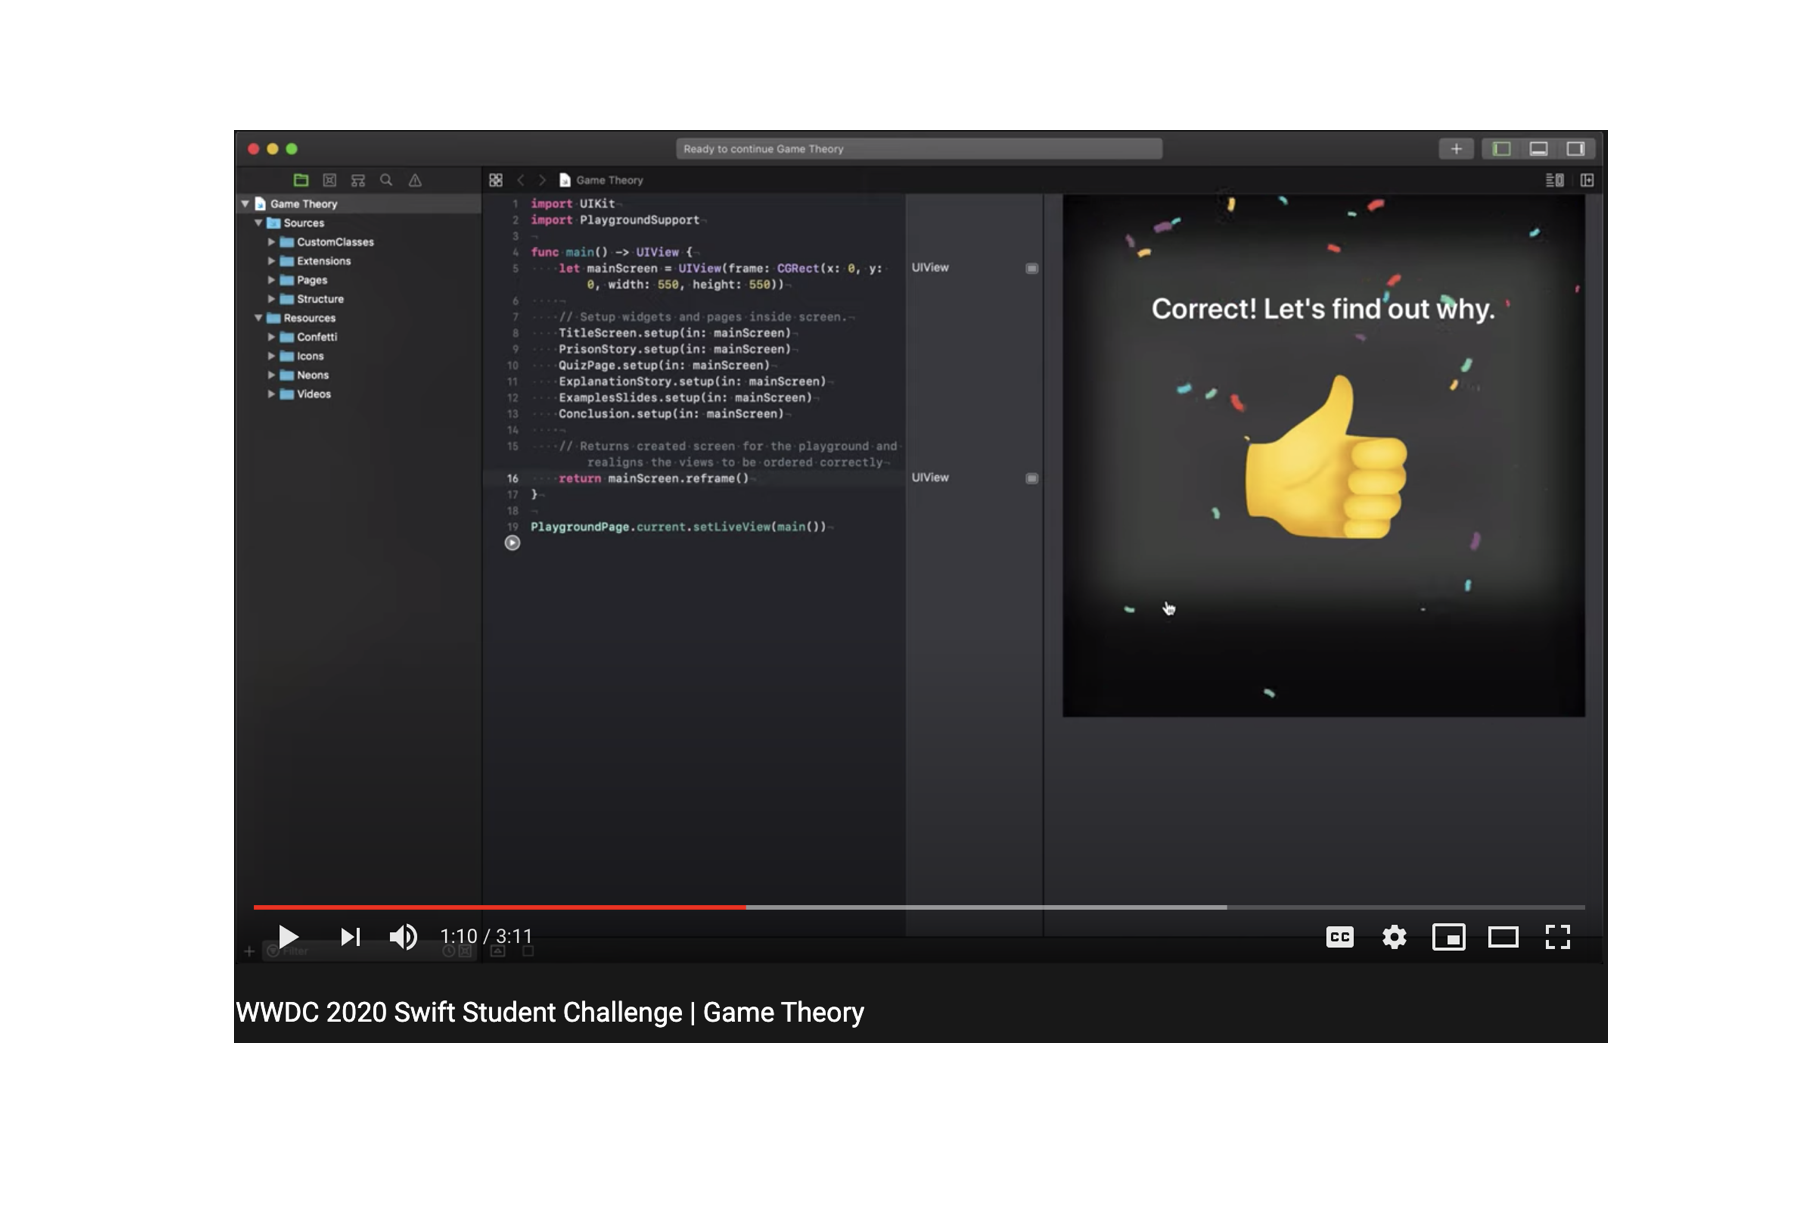 Ready to continue Game Theory
Game Theory
Game Theory
Sources
CustomClasses
Extensions
Pages
Structure
Resources
Confetti
Icons
Neons
Videos
1 import UIKit
2 import PlaygroundSupport
3
4 func main() -> UIView {
5 let mainScreen = UIView(frame: CGRect(x: 0, y:
0, width: 550, height: 550))
6
7 // Setup widgets and pages inside screen.
8 TitleScreen.setup(in: mainScreen)
9 PrisonStory.setup(in: mainScreen)
10 QuizPage.setup(in: mainScreen)
11 ExplanationStory.setup(in: mainScreen)
12 ExamplesSlides.setup(in: mainScreen)
13 Conclusion.setup(in: mainScreen)
14
15 // Returns created screen for the playground and
realigns the views to be ordered correctly
16 return mainScreen.reframe()
17 }
18
19 PlaygroundPage.current.setLiveView(main())
UIView
UIView
Correct! Let's find out why.
1:10 / 3:11
CC
Filter
WWDC 2020 Swift Student Challenge | Game Theory